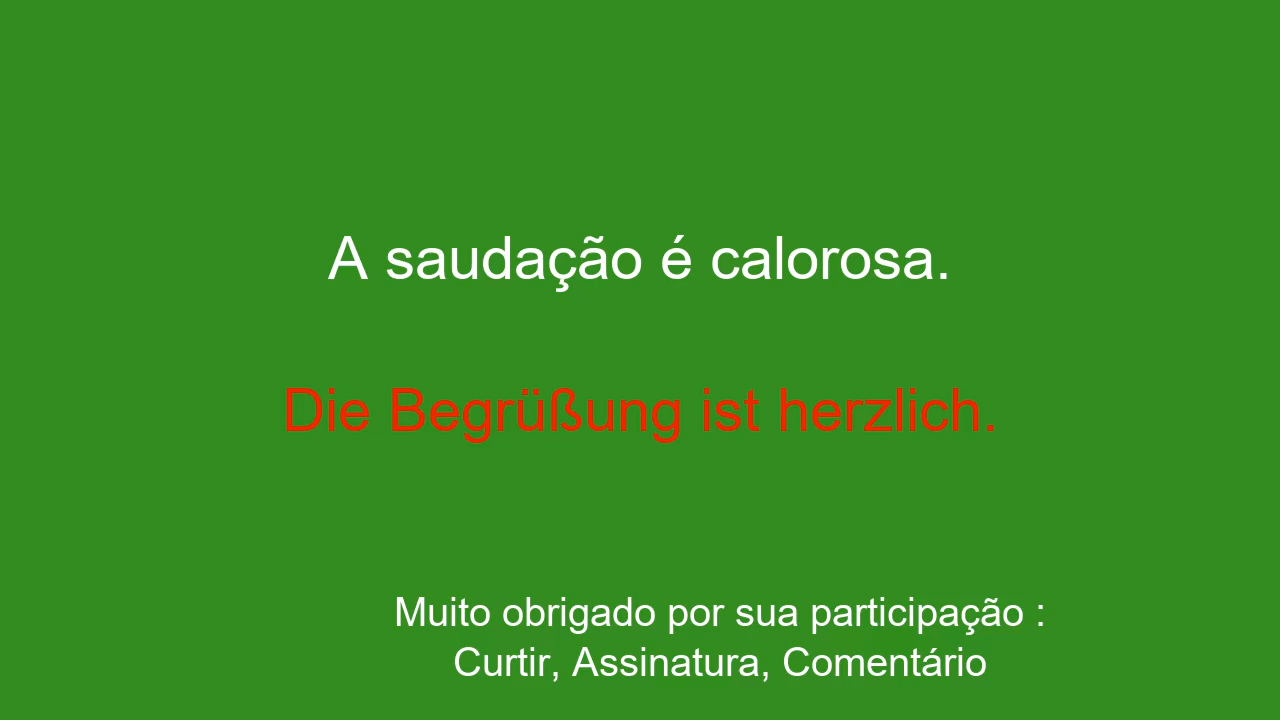 A saudação é calorosa.
Die Begrüßung ist herzlich.
Muito obrigado por sua participação :
Curtir, Assinatura, Comentário